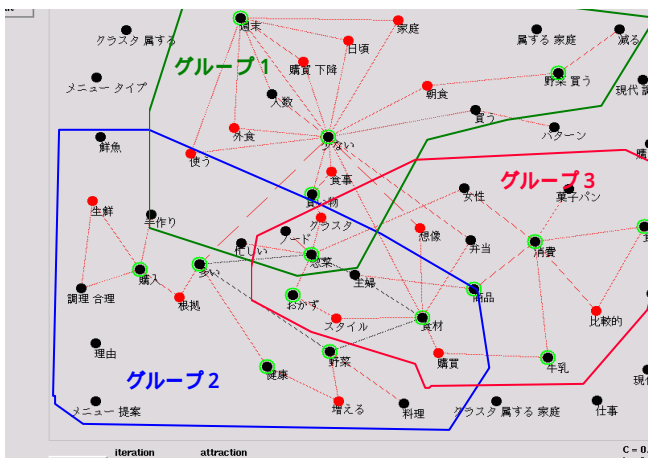 週末
家庭
クラスタ 属する
日頃
属する 家庭
減る
グループ 1
購買 下降
メニュー タイプ
人数
朝食
野菜 買う
現代
買う
外食
少ない
パターン
鮮魚
使う
食事
グループ 3
生鮮
買い物
女性
菓子パン
手作り
クラスタ
フード
想像
忙しい
弁当
消費
購入
多い
惣菜
主婦
調理 合理
根拠
おかず
商品
スタイル
食材
比較的
理由
野菜
購買
牛乳
グループ 2
健康
現代
メニュー 提案
増える
料理
クラスタ 属する 家庭
仕事
iteration
attraction
C = 0.